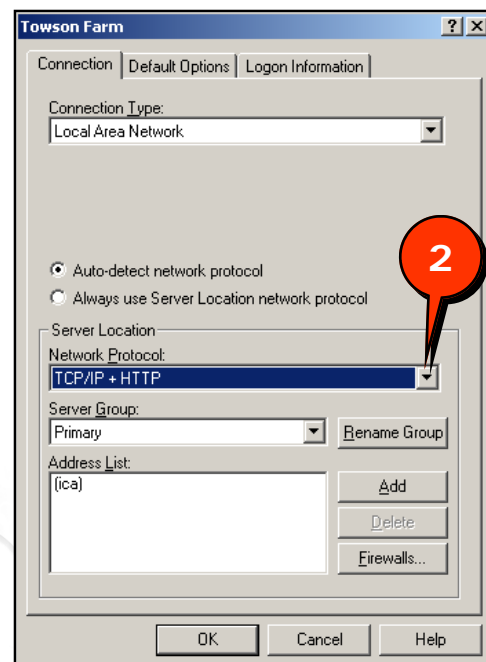 Towson Farm
Connection Default Options Logon Information
Connection Type:
Local Area Network
Auto-detect network protocol
Always use Server Location network protocol
2
Server Location
Network Protocol:
TCP/IP + HTTP
Server Group:
Primary
Rename Group
Address List:
(ica)
Add
Delete
Firewalls...
OK Cancel Help